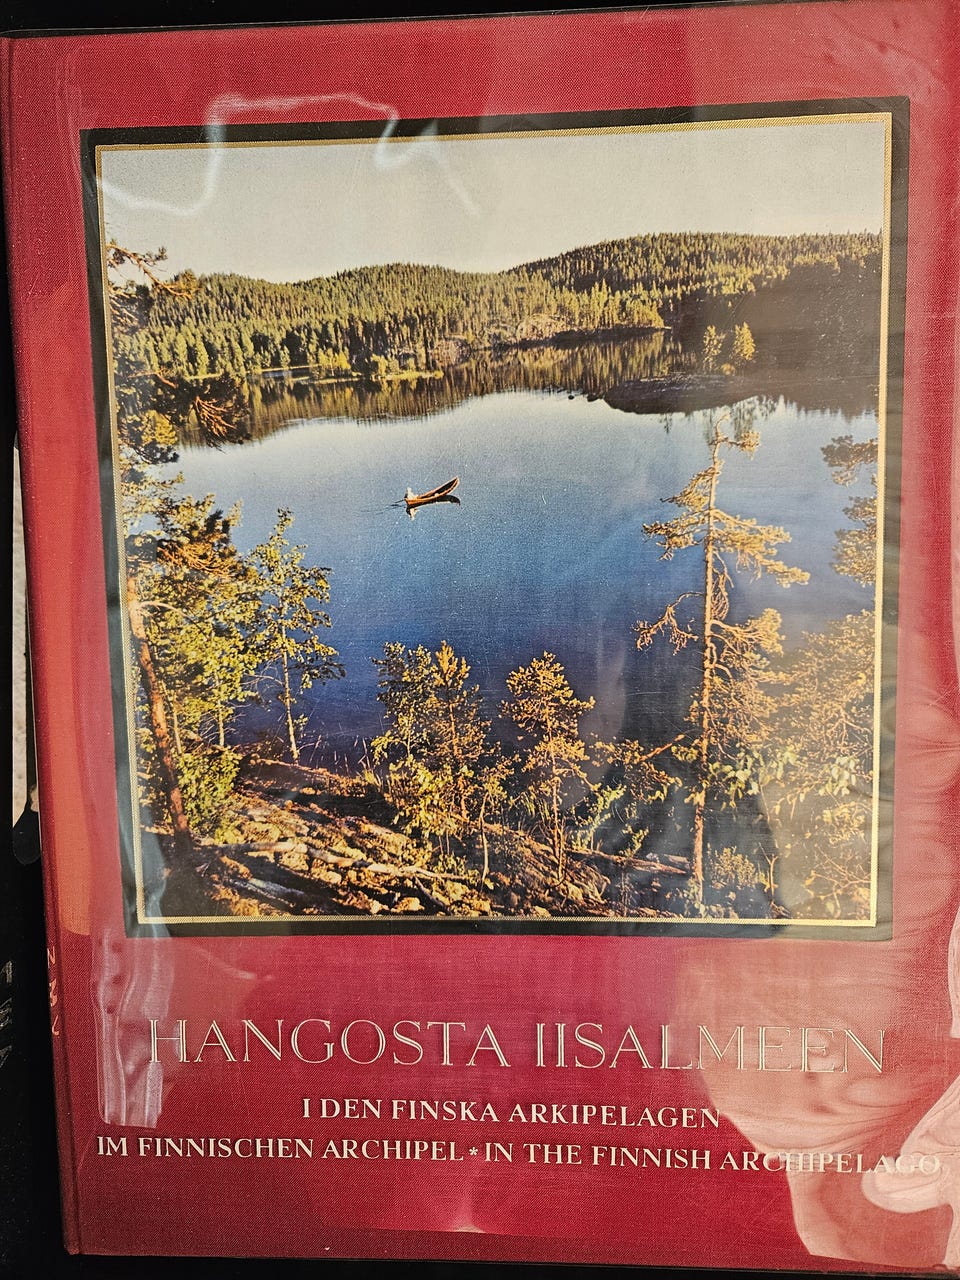 HANGOSTA IISALMEEN
I DEN FINSKA ARKIPELAGEN
IM FINNISCHEN ARCHIPEL * IN THE FINNISH ARCHIPELAGO